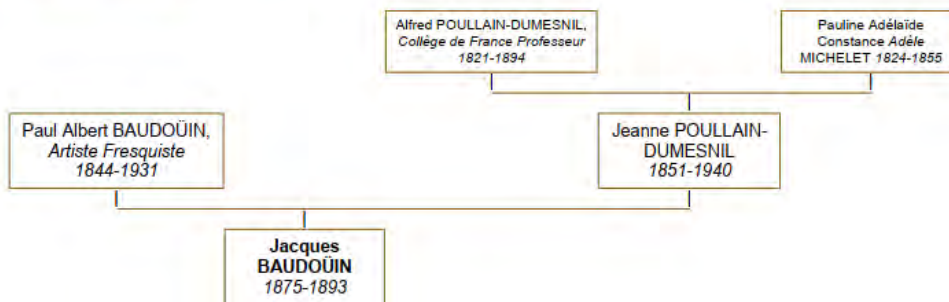 Alfred POULLAIN-DUMESNIL,
Collège de France Professeur
1821-1894
Pauline Adélaïde
Constance Adèle
MICHELET 1824-1855
Paul Albert BAUDOÜIN,
Artiste Fresquiste
1844-1931
Jeanne POULLAIN-
DUMESNIL
1851-1940
Jacques
BAUDOÜIN
1875-1893